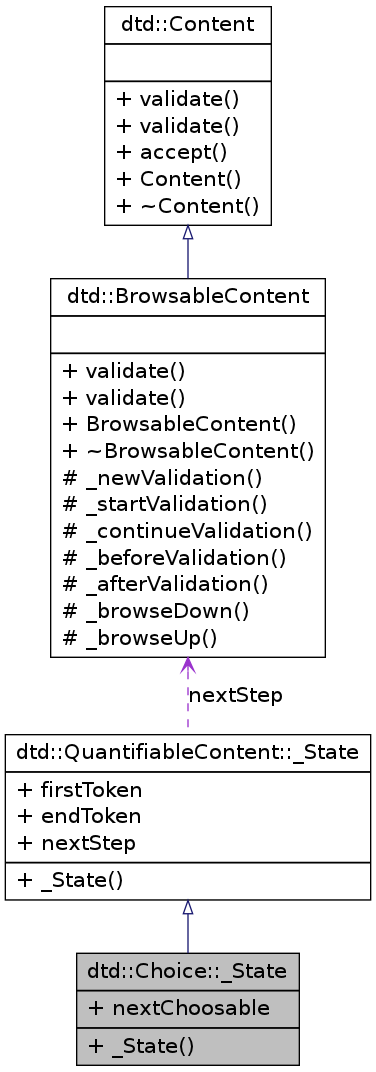 dtd::Content
+ validate()
+ validate()
+ accept()
+ Content()
+ ~Content()
dtd::BrowsableContent
+ validate()
+ validate()
+ BrowsableContent()
+ ~BrowsableContent()
# _newValidation()
# _startValidation()
# _continueValidation()
# _beforeValidation()
# _afterValidation()
# _browseDown()
# _browseUp()
nextStep
dtd::QuantifiableContent::_State
+ firstToken
+ endToken
+ nextStep
+ _State()
dtd::Choice::_State
+ nextChoosable
+ _State()